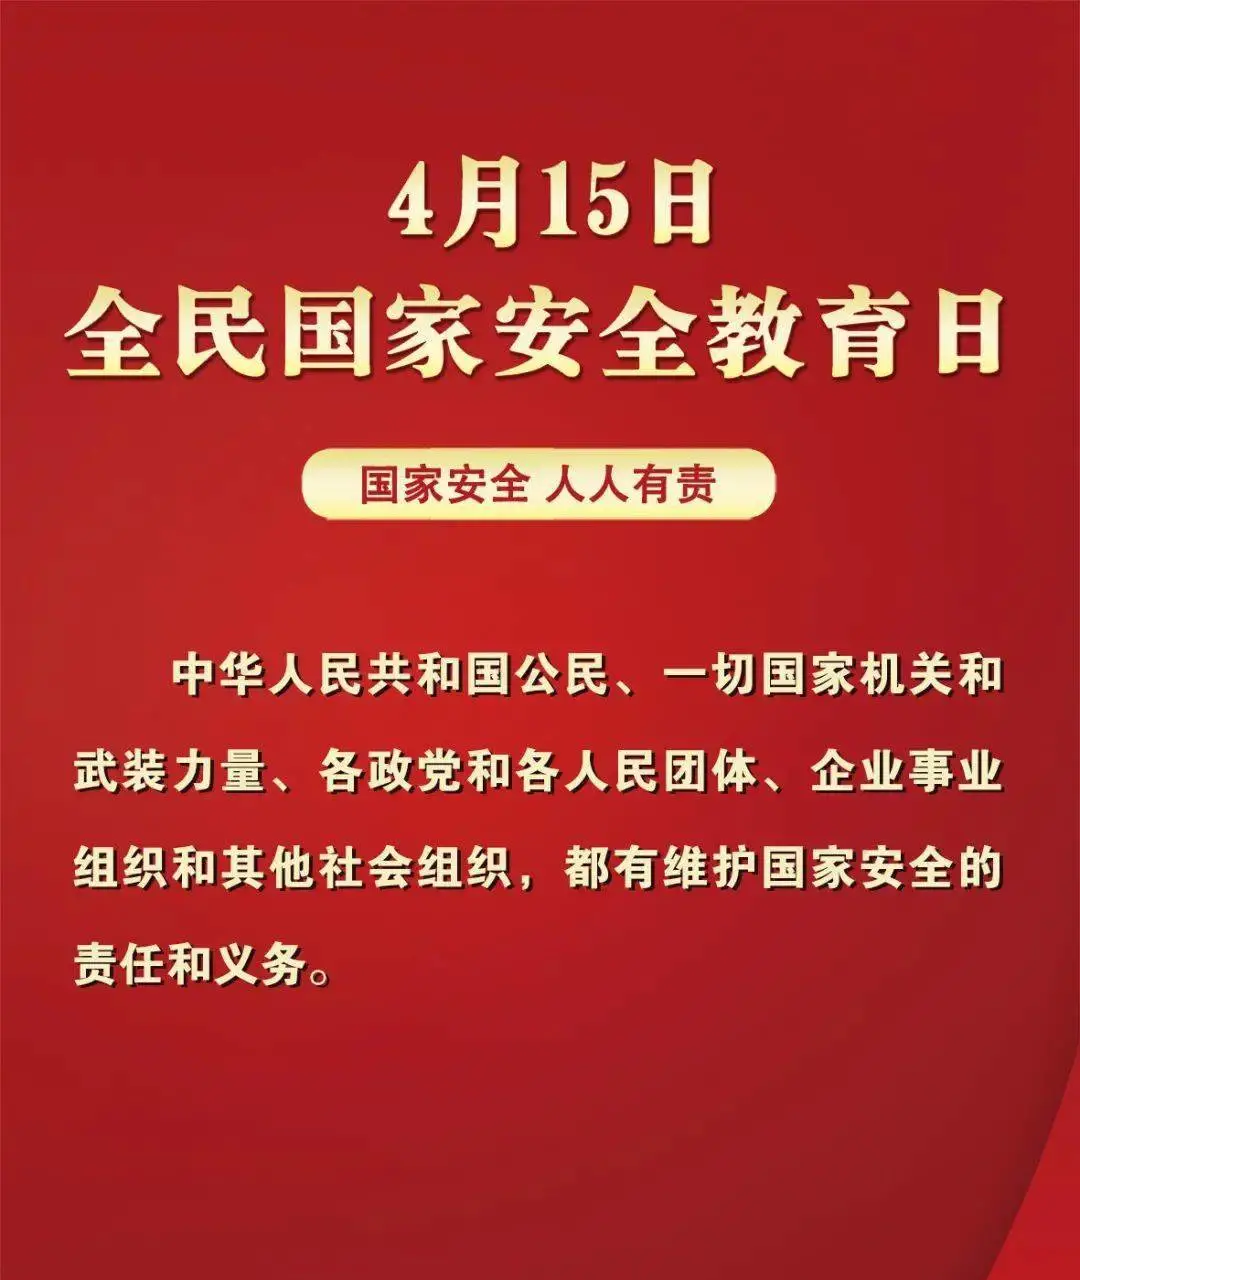 4月15日
全民国家安全教育日
国家安全 人人有责
中华人民共和国公民、一切国家机关和
武装力量、各政党和各人民团体、企业事业
组织和其他社会组织，都有维护国家安全的
责任和义务。